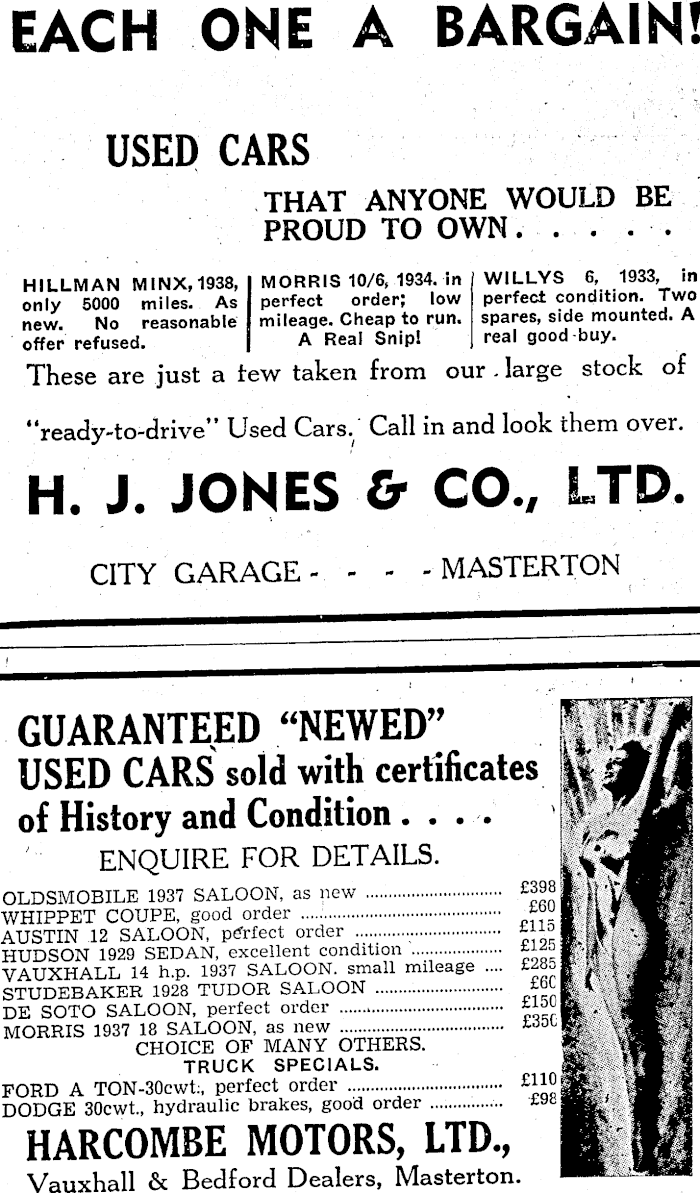 EACH ONE A BARGAIN!
USED CARS
THAT ANYONE WOULD BE
PROUD TO OWN. . . . .
HILLMAN MINX, 1938,
only 5000 miles. As
new. No reasonable
offer refused.
MORRIS 10/6, 1934. in
perfect order; low
mileage. Cheap to run.
A Real Snip!
WILLYS 6, 1933, in
perfect condition. Two
spares, side mounted. A
real good buy.
These are just a few taken from our large stock of
"ready-to-drive" Used Cars. Call in and look them over.
H. J. JONES & CO., LTD.
CITY GARAGE - - - - MASTERTON
GUARANTEED "NEWED"
USED CARS sold with certificates
of History and Condition . . . .
ENQUIRE FOR DETAILS.
OLDSMOBILE 1937 SALOON, as new ............................ £398
WHIPPET COUPE, good order ......................................... £60
AUSTIN 12 SALOON, perfect order .............................. £115
HUDSON 1929 SEDAN, excellent condition ................... £125
VAUXHALL 14 h.p. 1937 SALOON. small mileage .... £285
STUDEBAKER 1928 TUDOR SALOON .......................... £60
DE SOTO SALOON, perfect order .................................. £150
MORRIS 1937 18 SALOON, as new .................................. £350
CHOICE OF MANY OTHERS.
TRUCK SPECIALS.
FORD A TON-30cwt., perfect order ................................ £110
DODGE 30cwt., hydraulic brakes, good order ............... £98
HARCOMBE MOTORS, LTD.,
Vauxhall & Bedford Dealers, Masterton.